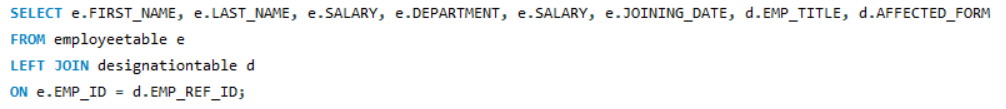 SELECT e.FIRST_NAME, e.LAST_NAME, e.SALARY, e.DEPARTMENT, e.SALARY, e.JOINING_DATE, d.EMP_TITLE, d.AFFECTED_FORM
FROM employeetable e
LEFT JOIN designationtable d
ON e.EMP_ID = d.EMP_REF_ID;